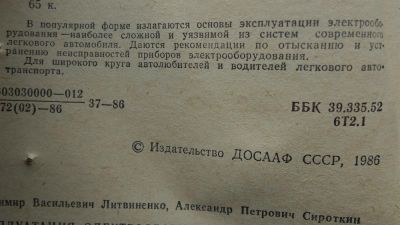 65 к.
В популярной форме излагаются основы эксплуатации электрообо-
рудования — наиболее сложной и уязвимой из систем современного
легкового автомобиля. Даются рекомендации по отысканию и уст-
ранению неисправностей приборов электрооборудования.
Для широкого круга автолюбителей и водителей легкового авто-
транспорта.
603030000—012
72(02)—86
37—86
ББК 39.335.52
6Т2.1
© Издательство ДОСААФ СССР, 1986
имир Васильевич Литвиненко, Александр Петрович Сироткин